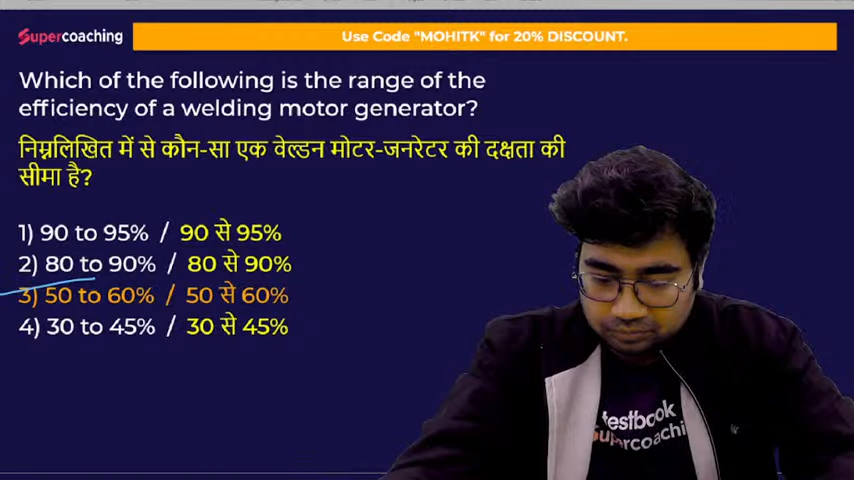 Supercoaching
Use Code "MOHITK" for 20% DISCOUNT.
Which of the following is the range of the
efficiency of a welding motor generator?
निम्नलिखित में से कौन-सा एक वेल्डन मोटर-जनरेटर की दक्षता की
सीमा है?
1) 90 to 95% / 90 से 95%
2) 80 to 90% / 80 से 90%
3) 50 to 60% / 50 से 60%
4) 30 to 45% / 30 से 45%
testbook
supercoachi